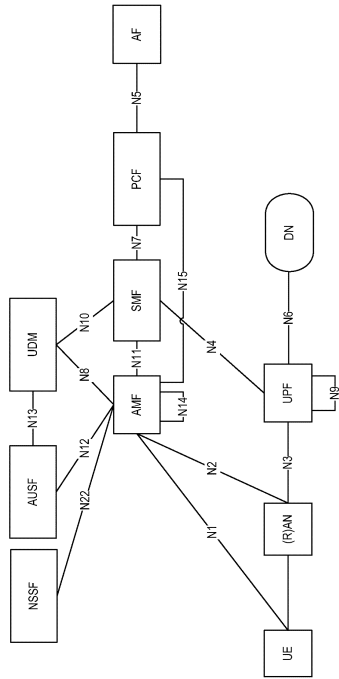 NSSF
AUSF
N13
UDM
N22
N12
N8
N10
AMF
N11
SMF
N7
PCF
N5
AF
N14
N15
N1
N2
N4
UE
(R)AN
N3
UPF
N6
DN
N9